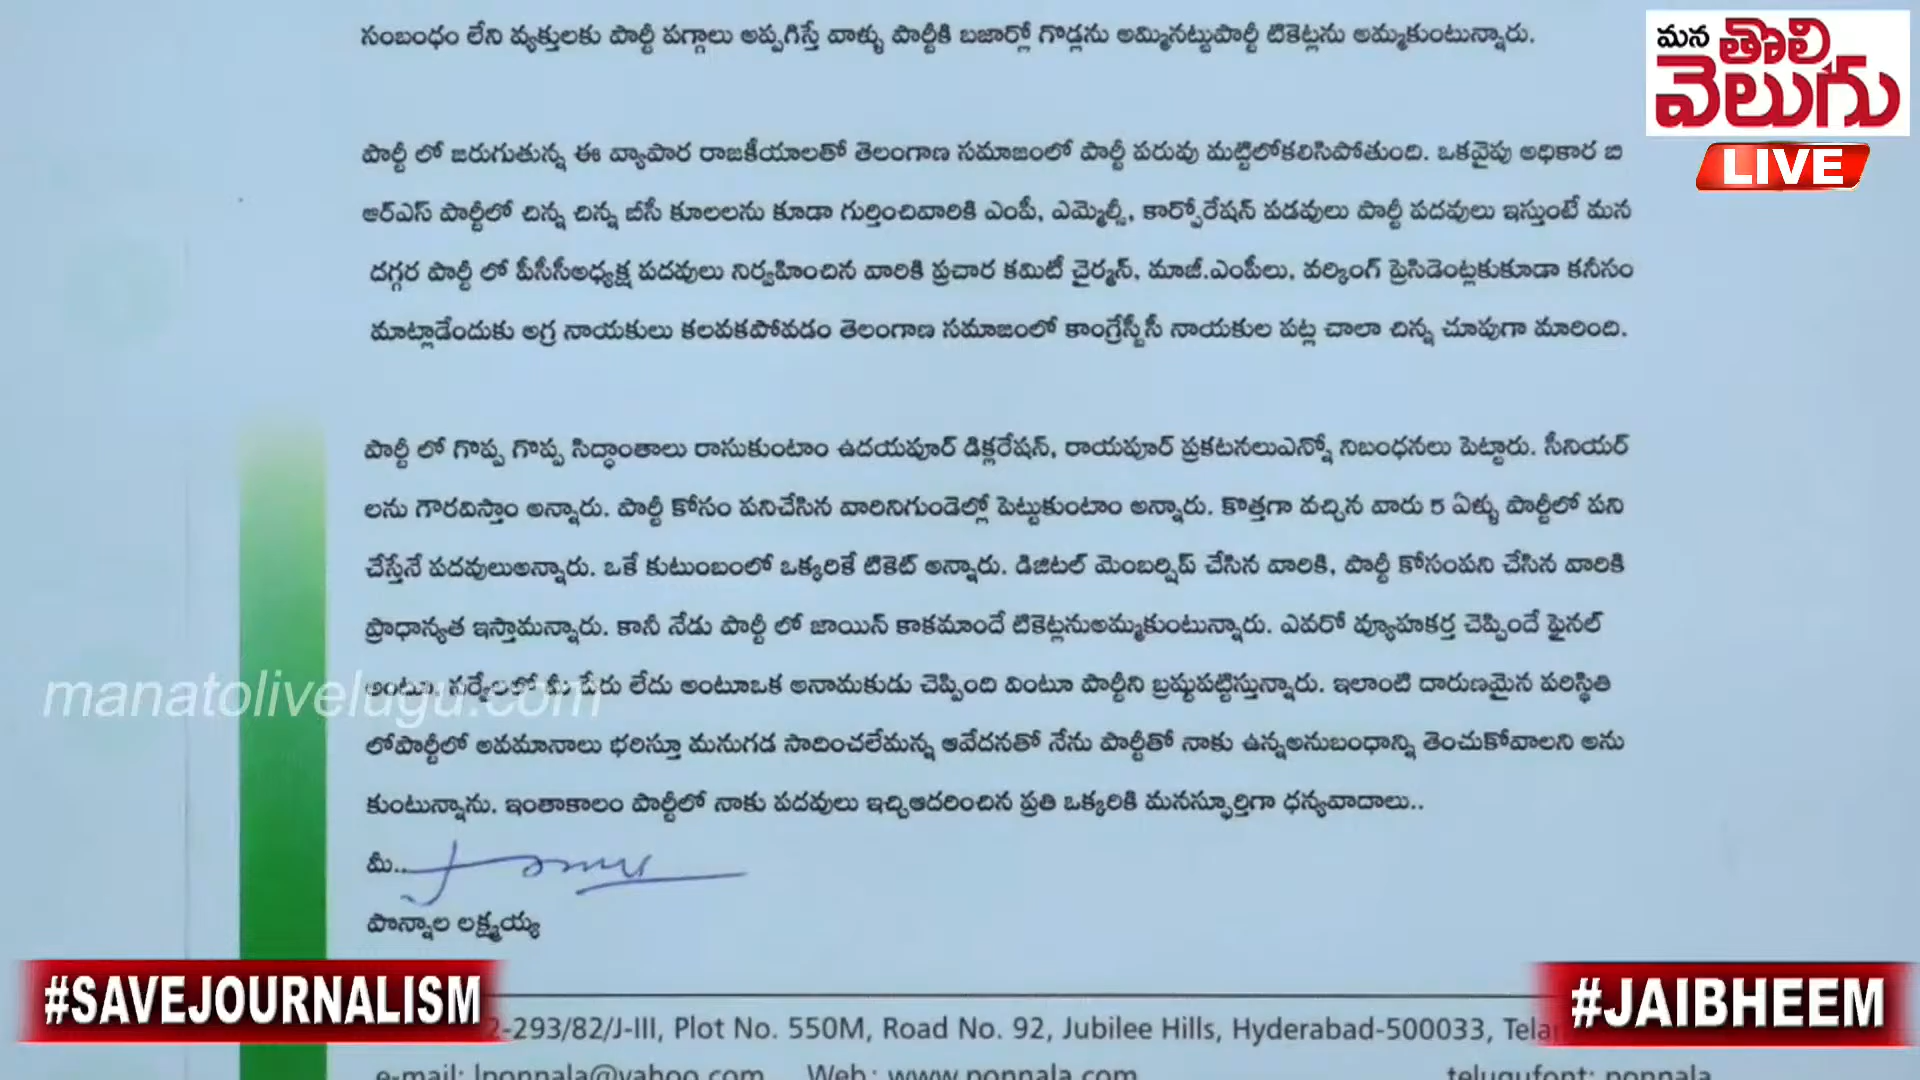 సంబంధం లేని వ్యక్తులకు పార్టీ పగ్గాలు అప్పగిస్తే వాళ్ళు పార్టీకి బజార్లో గొడ్లను అమ్మినట్టుపార్టీ టికెట్లను అమ్మకుంటున్నారు.
మన
తొలి
వెలుగు
LIVE
పార్టీ లో జరుగుతున్న ఈ వ్యాపార రాజకీయాలతో తెలంగాణ సమాజంలో పార్టీ పరువు మట్టిలోకలిసిపోతుంది. ఒకవైపు అధికార బి
ఆర్ఎస్ పార్టీలో చిన్న చిన్న బీసీ కూలలను కూడా గుర్తించివారికి ఎంపీ, ఎమ్మెల్సీ, కార్పోరేషన్ పడవులు పార్టీ పదవులు ఇస్తుంటే మన
దగ్గర పార్టీ లో పీసీసీఅధ్యక్ష పదవులు నిర్వహించిన వారికి ప్రచార కమిటీ చైర్మన్, మాజీ.ఎంపీలు, వర్కింగ్ ప్రెసిడెంట్లకుకూడా కనీసం
మాట్లాడేందుకు అగ్ర నాయకులు కలవకపోవడం తెలంగాణ సమాజంలో కాంగ్రేస్బీసీ నాయకుల పట్ల చాలా చిన్న చూపుగా మారింది.
పార్టీ లో గొప్ప గొప్ప సిద్ధాంతాలు రాసుకుంటాం ఉదయపూర్ డిక్లరేషన్, రాయపూర్ ప్రకటనలుఎన్నో నిబంధనలు పెట్టారు. సీనియర్
లను గౌరవిస్తాం అన్నారు. పార్టీ కోసం పనిచేసిన వారినిగుండెల్లో పెట్టుకుంటాం అన్నారు. కొత్తగా వచ్చిన వారు 5 ఏళ్ళు పార్టీలో పని
చేస్తేనే పదవులుఅన్నారు. ఒకే కుటుంబంలో ఒక్కరికే టికెట్ అన్నారు. డిజిటల్ మెంబర్షిప్ చేసిన వారికి, పార్టీ కోసంపని చేసిన వారికి
ప్రాధాన్యత ఇస్తామన్నారు. కానీ నేడు పార్టీ లో జాయిన్ కాకమాందే టికెట్లనుఅమ్మకుంటున్నారు. ఎవరో వ్యూహకర్త చెప్పిందే ఫైనల్
అంటూ, సర్వేలలో మీ పేరు లేదు అంటూఒక అనామకుడు చెప్పింది వింటూ పార్టీని బ్రష్టుపట్టిస్తున్నారు. ఇలాంటి దారుణమైన పరిస్థితి
manatolivelugu.com
లోపార్టీలో అవమానాలు భరిస్తూ మనుగడ సాదించలేమన్న ఆవేదనతో నేను పార్టీతో నాకు ఉన్నఅనుబంధాన్ని తెంచుకోవాలని అను
కుంటున్నాను. ఇంతాకాలం పార్టీలో నాకు పదవులు ఇచ్చిఆదరించిన ప్రతి ఒక్కరికి మనస్ఫూర్తిగా ధన్యవాదాలు..
మీ..
పొన్నాల లక్ష్మయ్య
#SAVEJOURNALISM
#JAIBHEEM
2-293/82/J-III, Plot No. 550M, Road No. 92, Jubilee Hills, Hyderabad-500033,
e-mail: lponnala@yahoo.com Web : www.ponnala.com telugufont: ponnala